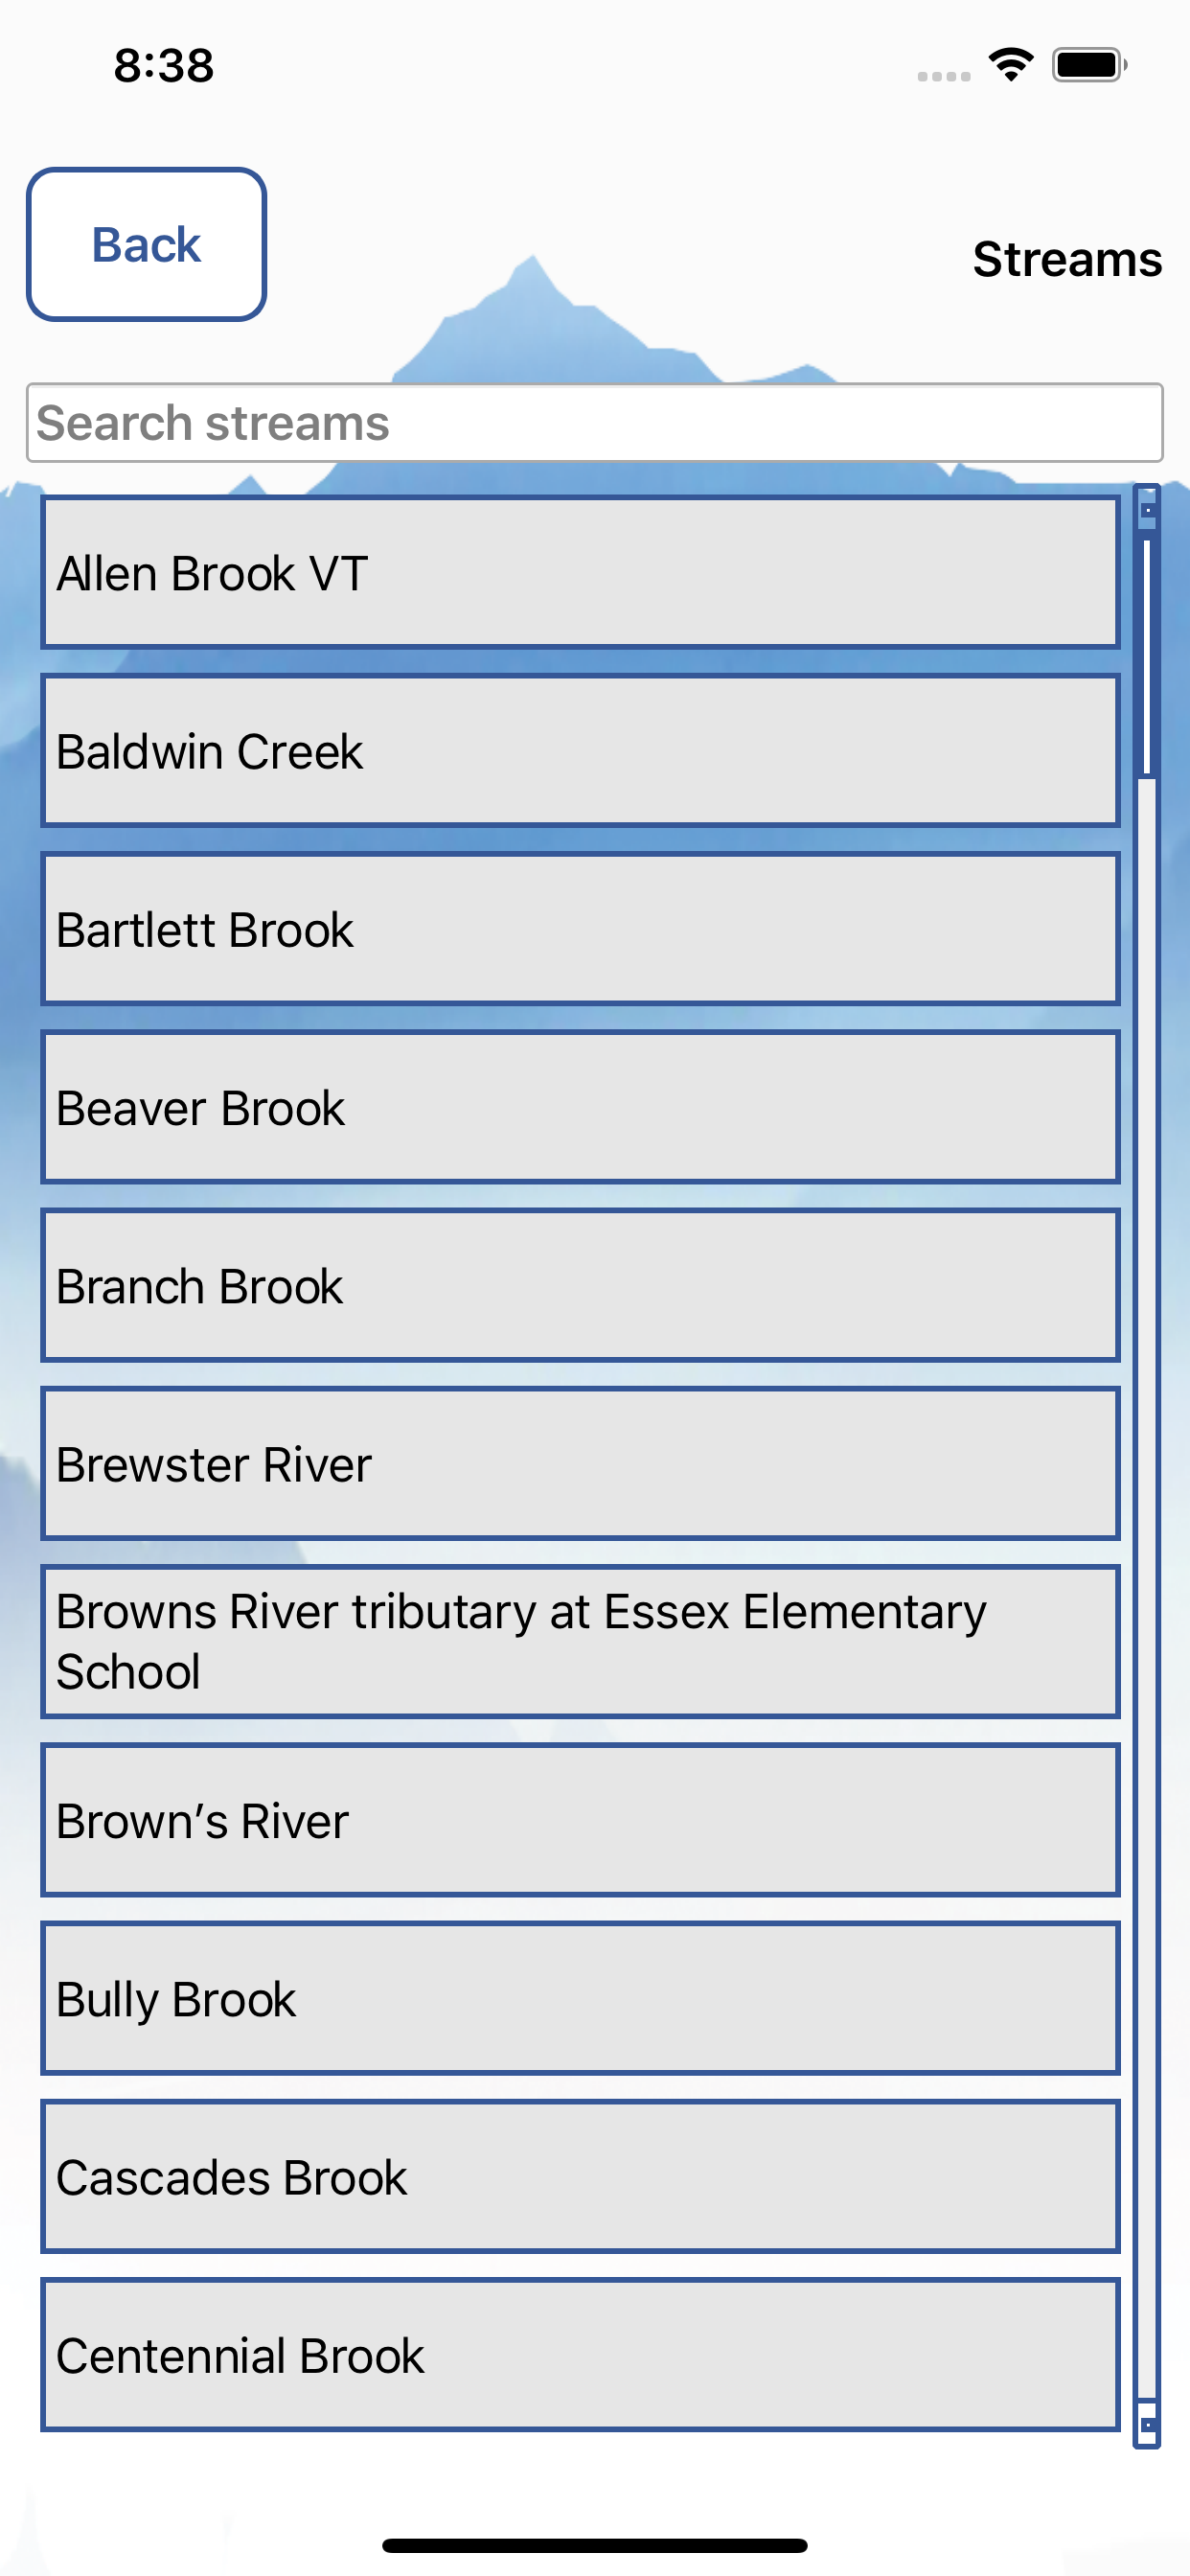 8:38
Back
Streams
Search streams
Allen Brook VT
Baldwin Creek
Bartlett Brook
Beaver Brook
Branch Brook
Brewster River
Browns River tributary at Essex Elementary
School
Brown’s River
Bully Brook
Cascades Brook
Centennial Brook